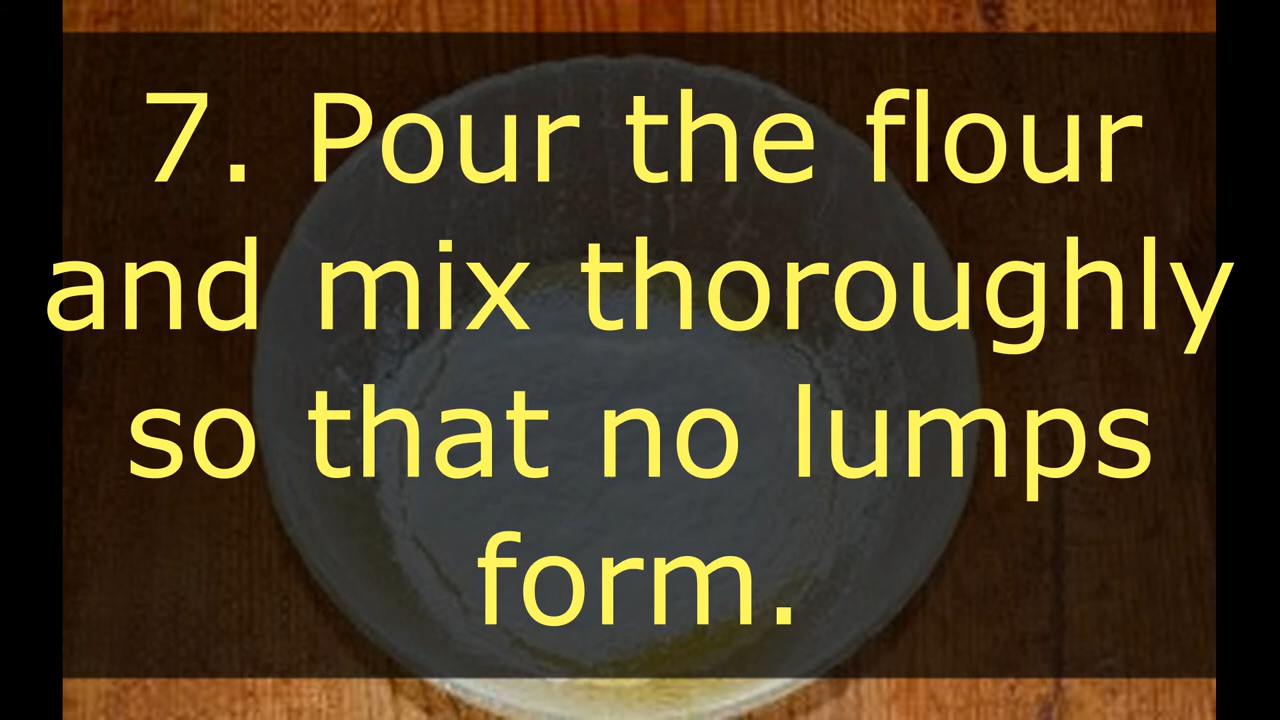 7. Pour the flour
and mix thoroughly
so that no lumps
form.